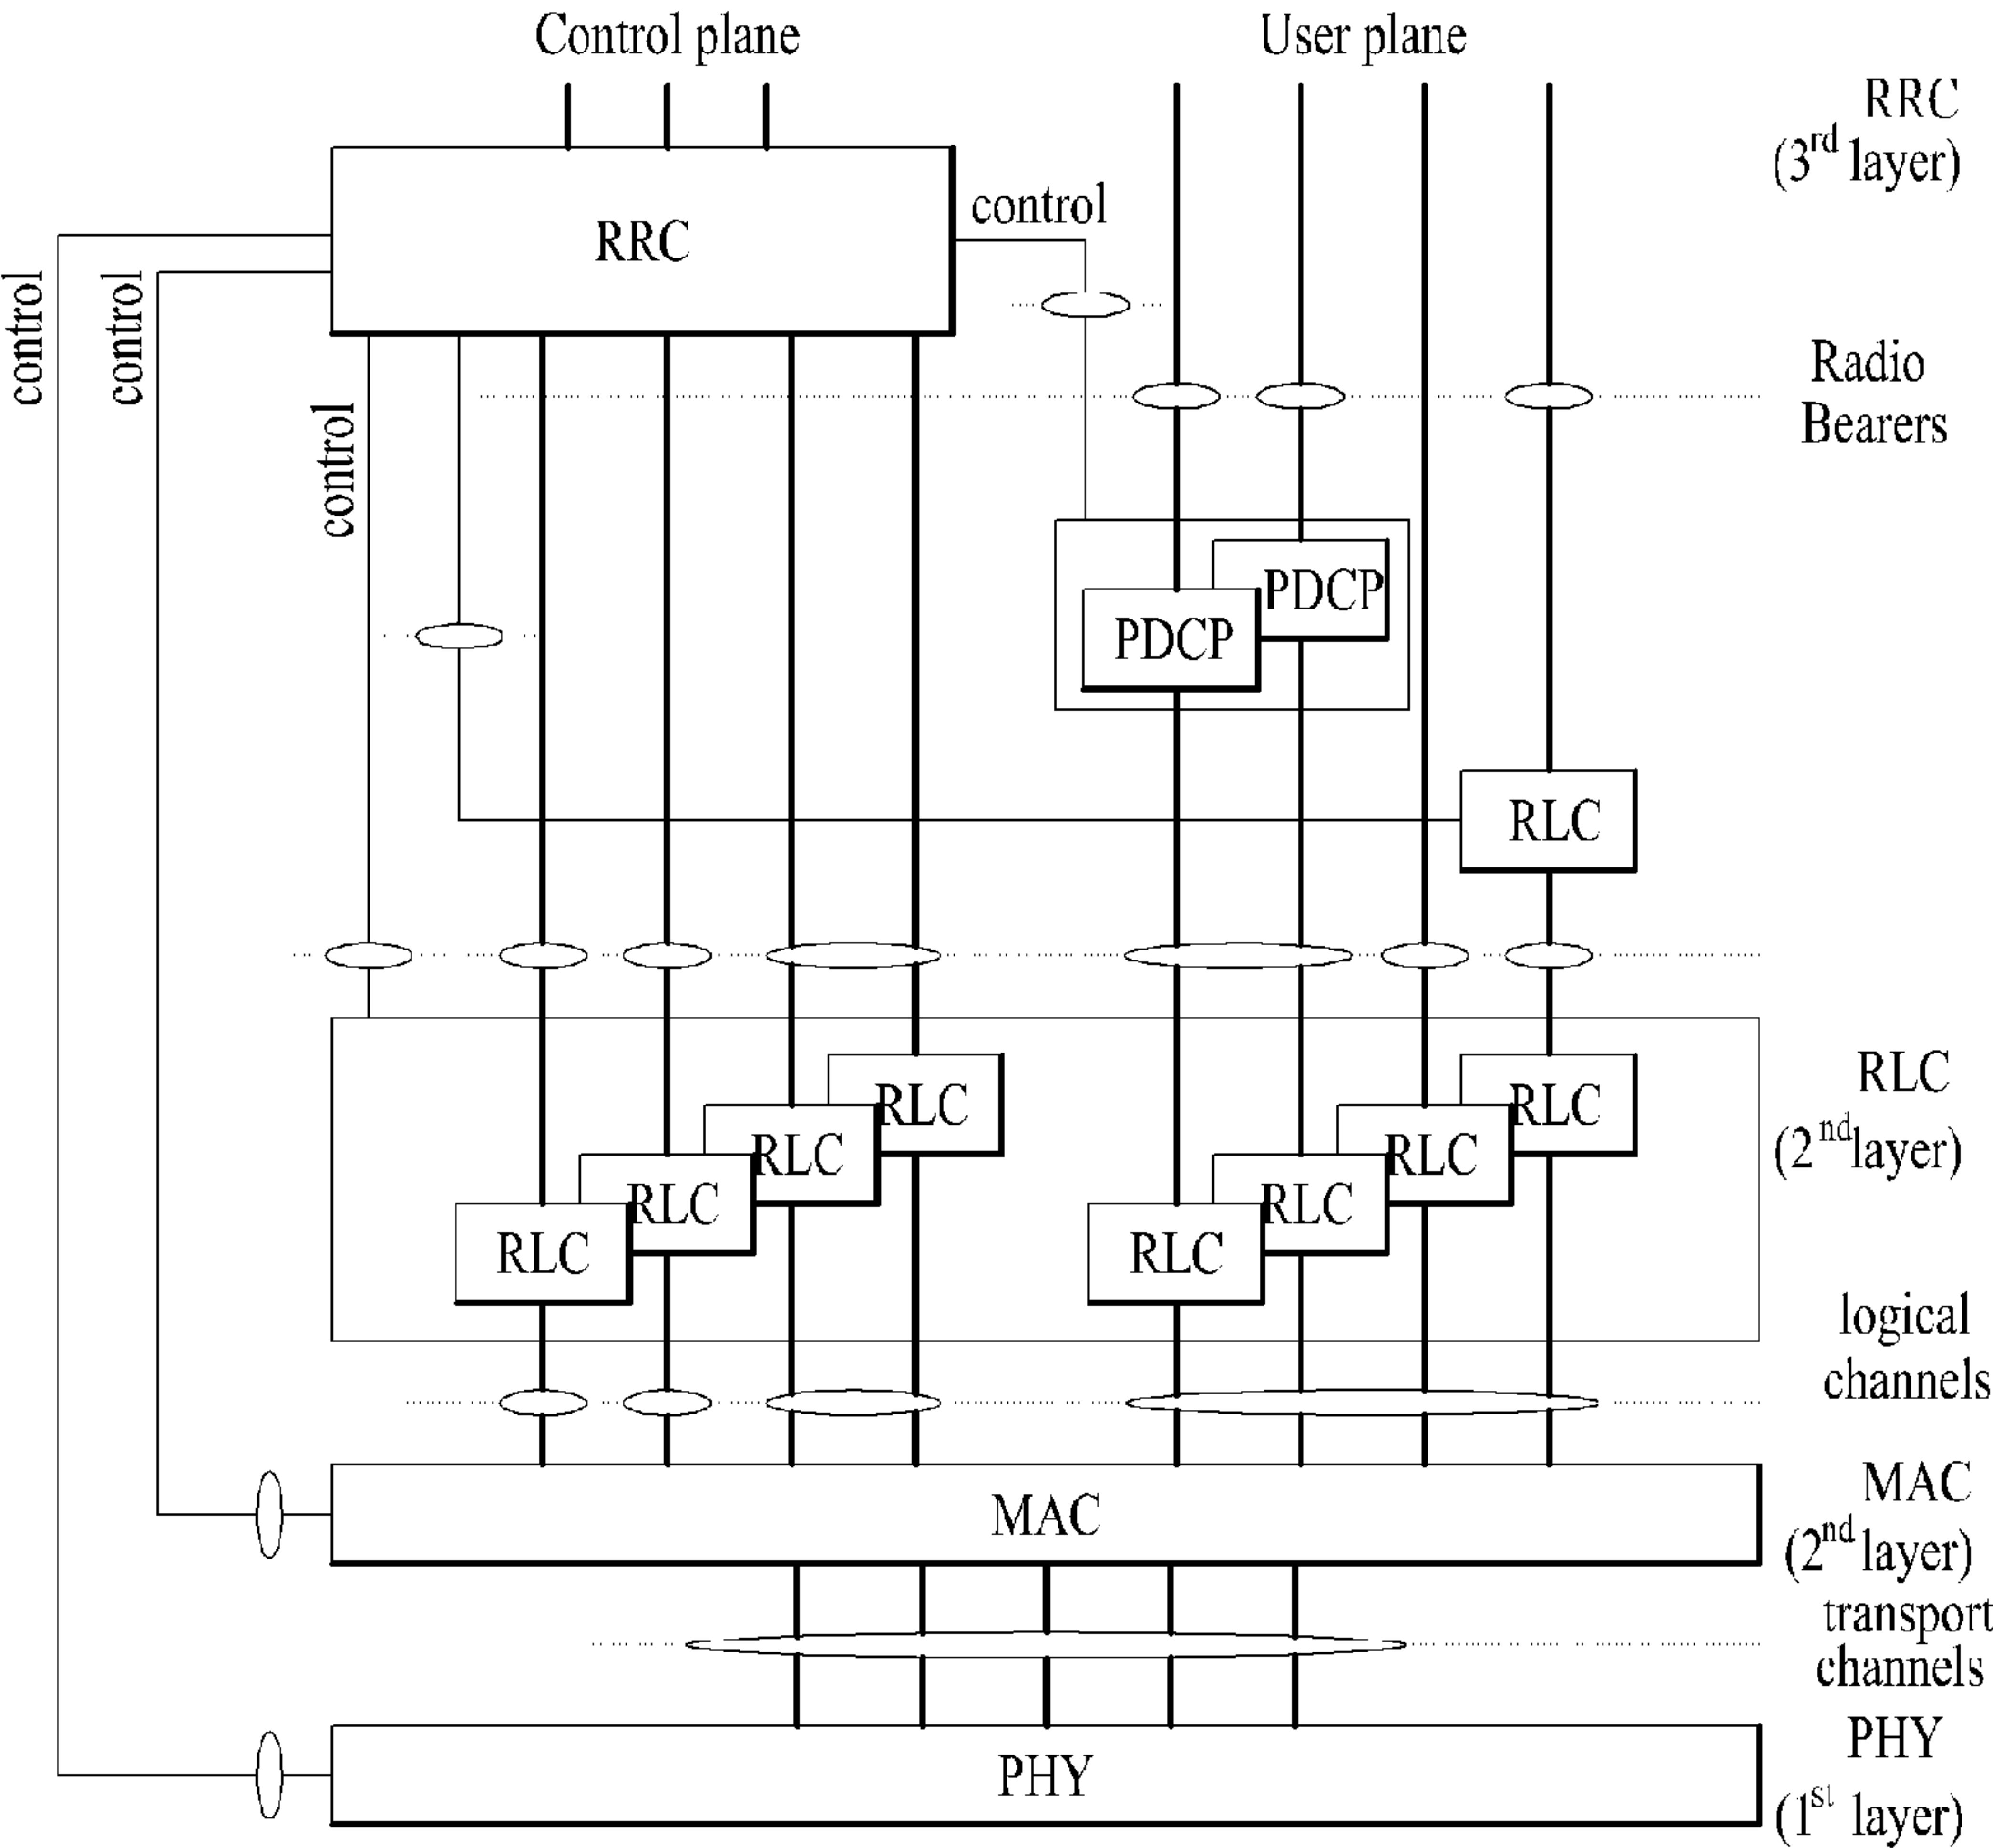 Control plane
User plane
RRC
(3rd layer)
control
RRC
control
control
control
Radio
Bearers
PDCP
PDCP
RLC
RLC
RLC
RLC
RLC
RLC
RLC
RLC
RLC
RLC
(2nd layer)
logical
channels
MAC
MAC
(2nd layer)
transport
channels
PHY
PHY
(1st layer)